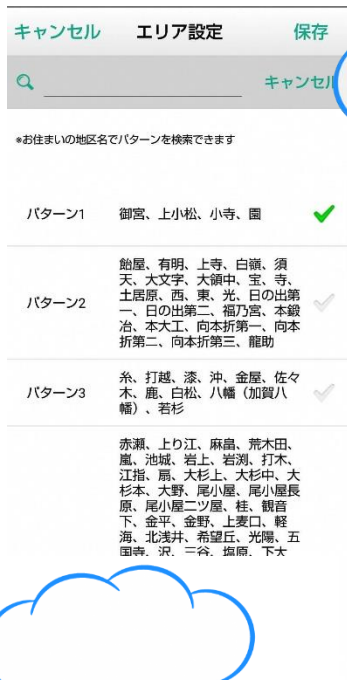 キャンセル エリア設定 保存
キャンセル
*お住まいの地区名でパターンを検索できます
パターン1 御宮、上小松、小寺、園
パターン2
飴屋、有明、上寺、白嶺、須
天、大文字、大領中、宝、寺、
土居原、西、東、光、日の出第
一、日の出第二、福乃宮、本鍛
冶、本大工、向本折第一、向本
折第二、向本折第三、龍助
パターン3
糸、打越、漆、沖、金屋、佐々
木、鹿、白松、八幡（加賀八
幡）、若杉
赤瀬、上り江、麻畠、荒木田、
嵐、池城、岩上、岩渕、打木、
江指、扇、大杉上、大杉中、大
杉本、大野、尾小屋、尾小屋長
原、尾小屋二ツ屋、桂、観音
下、金平、金野、上麦口、軽
海、北浅井、希望丘、光陽、五
国寺、沢、三谷、塩原、下大